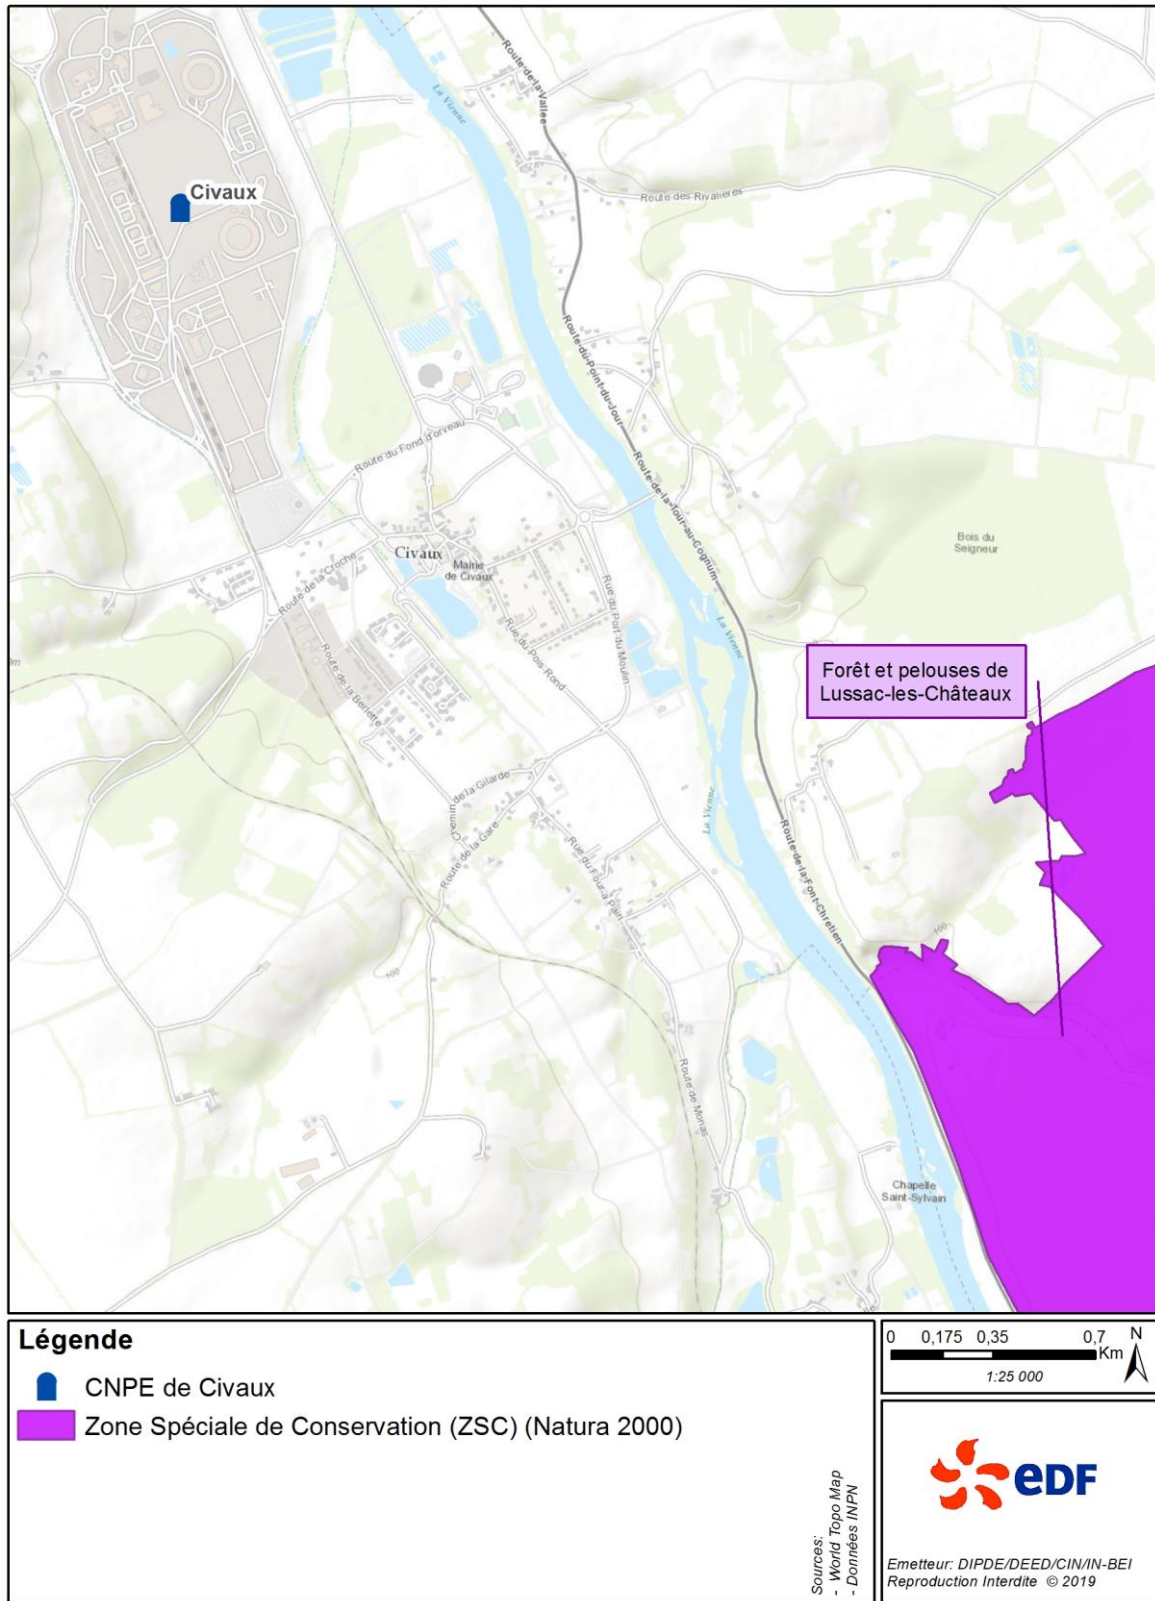 La Vienne
Route-de-la-Vallee
Civaux
Route des Rivalieres
Route-du-Point-du-Jour
Route du Fond d'orveau
Route-de-la-Tour-au-Cognum
Bois du
Seigneur
Civaux
Mairie
de Civaux
Route de la Croche
Rue du Port du Moulin
La Vienne
Rue du Pois-Rond
Route de la Berlette
Forêt et pelouses de
Lussac-les-Châteaux
Chemin de la Gilarde
La Vienne
Route de la Gare
Rue du Four a Pain
Route-de-la-Font-Chretien
100
100
Route de Monas
Chapelle
Saint-Sylvain
Légende
CNPE de Civaux
Zone Spéciale de Conservation (ZSC) (Natura 2000)
Sources:
- World Topo Map
- Données INPN
0 0,175 0,35 0,7
Km
N
1:25 000
eDF
Emetteur: DIPDE/DEED/CIN/IN-BEI
Reproduction Interdite © 2019